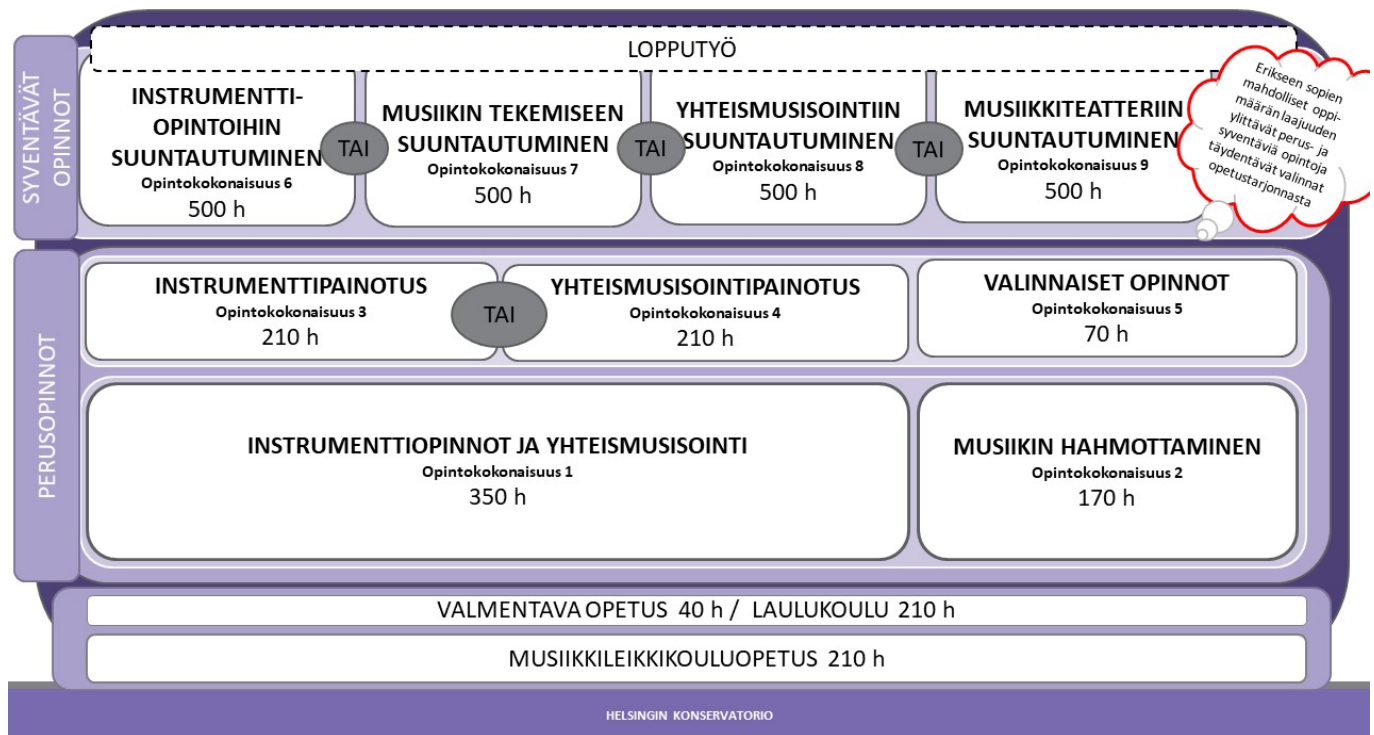 LOPPUTYÖ
SYVENTÄVÄT
OPINNOT
INSTRUMENTTI-
OPINTOIHIN
SUUNTAUTUMINEN
Opintokokonaisuus 6
500 h
TAI
MUSIIKIN TEKEMISEEN
SUUNTAUTUMINEN
Opintokokonaisuus 7
500 h
TAI
YHTEISMUSISOINTIIN
SUUNTAUTUMINEN
Opintokokonaisuus 8
500 h
TAI
MUSIIKKITEATTERIIN
SUUNTAUTUMINEN
Opintokokonaisuus 9
500 h
Erikseen sopien
mahdolliset oppi-
määrän laajuuden
ylittävät perus- ja
syventäviä opintoja
täydentävät valinnat
opetustarjonnasta
PERUSOPINNOT
INSTRUMENTTIPAINOTUS
Opintokokonaisuus 3
210 h
TAI
YHTEISMUSISOINTIPAINOTUS
Opintokokonaisuus 4
210 h
VALINNAISET OPINNOT
Opintokokonaisuus 5
70 h
INSTRUMENTTIOPINNOT JA YHTEISMUSISOINTI
Opintokokonaisuus 1
350 h
MUSIIKIN HAHMOTTAMINEN
Opintokokonaisuus 2
170 h
VALMENTAVA OPETUS 40 h / LAULUKOULU 210 h
MUSIIKKILEIKKIKOULUOPETUS 210 h
HELSINGIN KONSERVATORIO